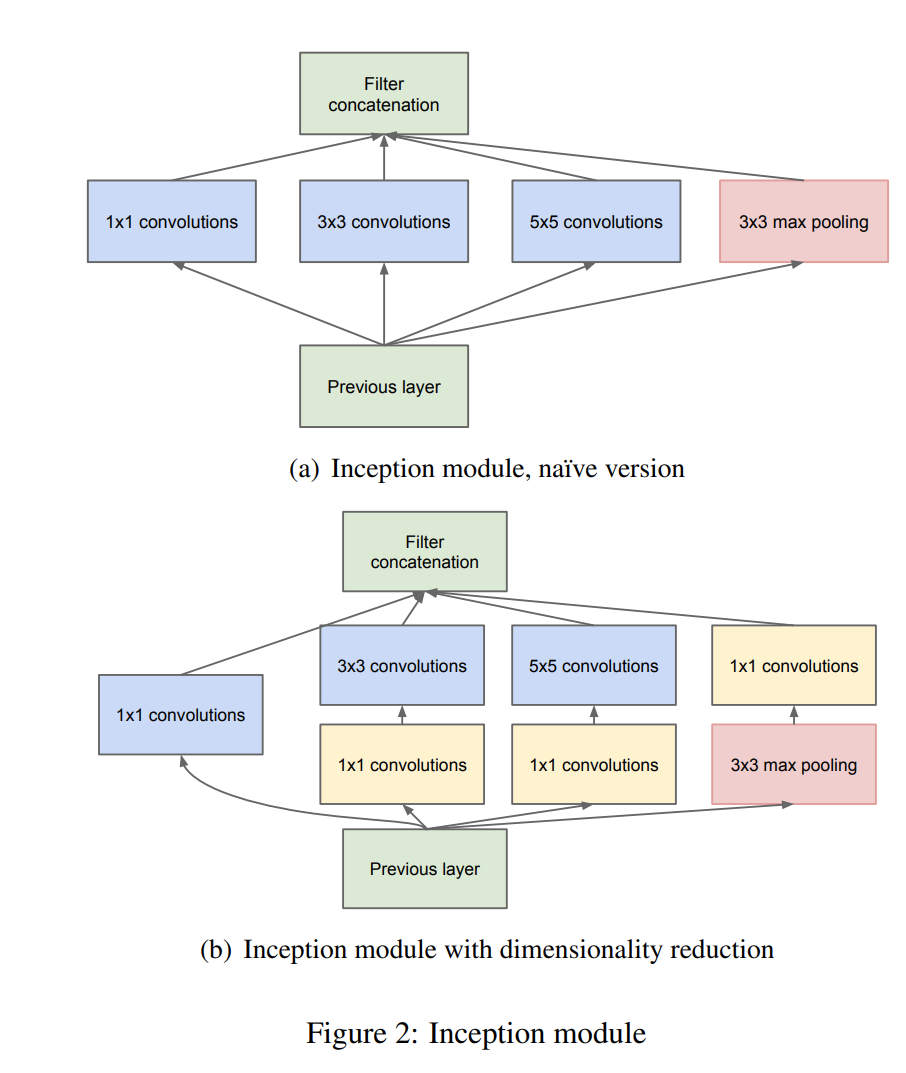 Filter
concatenation
1x1 convolutions
3x3 convolutions
5x5 convolutions
3x3 max pooling
Previous layer
(a) Inception module, naïve version
Filter
concatenation
3x3 convolutions
5x5 convolutions
1x1 convolutions
1x1 convolutions
1x1 convolutions
1x1 convolutions
3x3 max pooling
Previous layer
(b) Inception module with dimensionality reduction
Figure 2: Inception module